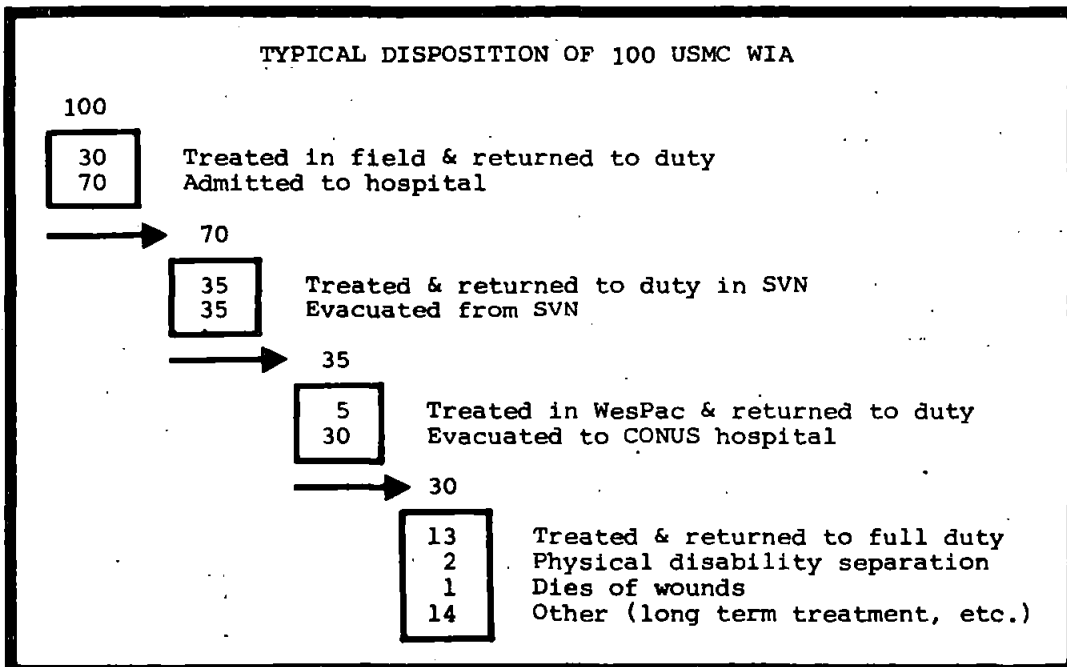 TYPICAL DISPOSITION OF 100 USMC WIA
100
30 Treated in field & returned to duty
70 Admitted to hospital
70
35 Treated & returned to duty in SVN
35 Evacuated from SVN
35
5 Treated in WesPac & returned to duty
30 Evacuated to CONUS hospital
30
13 Treated & returned to full duty
2 Physical disability separation
1 Dies of wounds
14 Other (long term treatment, etc.)